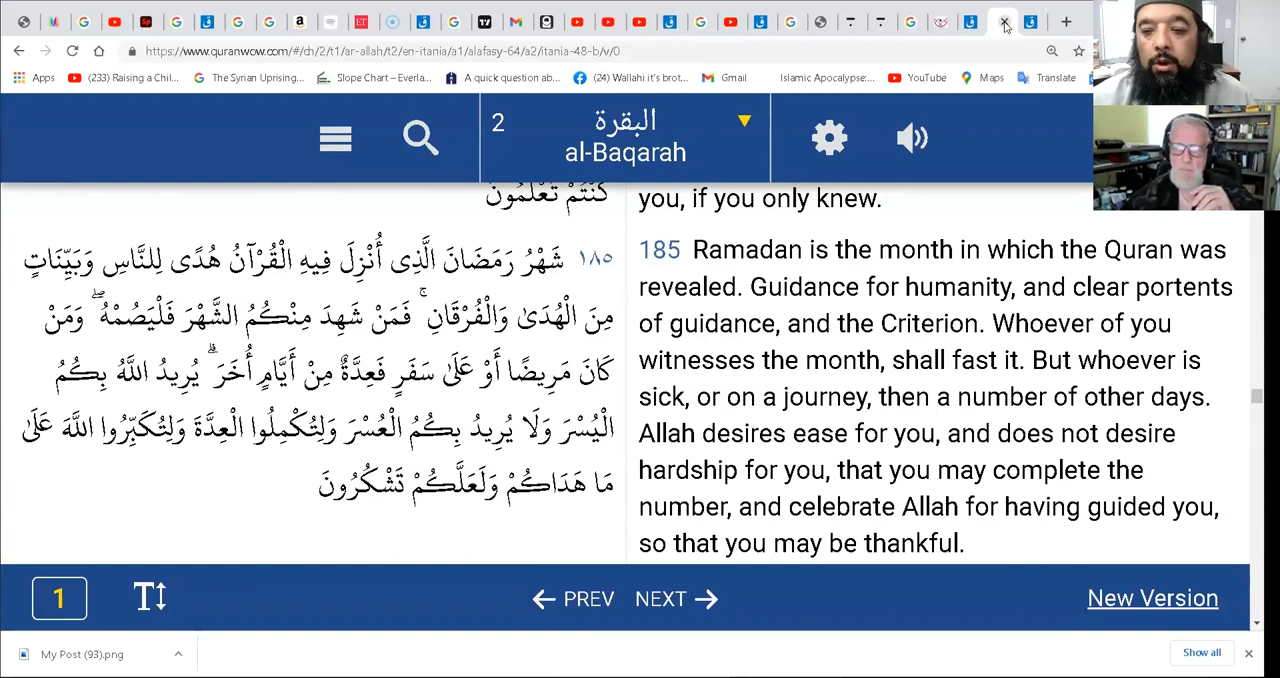 https://www.quranwow.com/#/dh/2/t1/ar-allah/t2/en-itania/a1/alafasy-64/a2/itania-48-b/v/0
Apps
(233) Raising a Chil...
The Syrian Uprising...
Slope Chart – Everla...
A quick question ab...
(24) Wallahi it's brot...
Gmail
Islamic Apocalypse:...
YouTube
Maps
Translate
2
البقرة
al-Baqarah
كُنْتُمْ تَعْلَمُونَ
you, if you only knew.
١٨٥ شَهْرُ رَمَضَانَ الَّذِى أُنْزِلَ فِيهِ الْقُرْآنُ هُدًى لِلنَّاسِ وَبَيِّنَاتٍ
مِنَ الْهُدَىٰ وَالْفُرْقَانِ ۚ فَمَنْ شَهِدَ مِنْكُمُ الشَّهْرَ فَلْيَصُمْهُ ۖ وَمَنْ
كَانَ مَرِيضًا أَوْ عَلَىٰ سَفَرٍ فَعِدَّةٌ مِنْ أَيَّامٍ أُخَرَ ۗ يُرِيدُ اللَّهُ بِكُمُ
الْيُسْرَ وَلَا يُرِيدُ بِكُمُ الْعُسْرَ وَلِتُكْمِلُوا الْعِدَّةَ وَلِتُكَبِّرُوا اللَّهَ عَلَىٰ
مَا هَدَاكُمْ وَلَعَلَّكُمْ تَشْكُرُونَ
185 Ramadan is the month in which the Quran was
revealed. Guidance for humanity, and clear portents
of guidance, and the Criterion. Whoever of you
witnesses the month, shall fast it. But whoever is
sick, or on a journey, then a number of other days.
Allah desires ease for you, and does not desire
hardship for you, that you may complete the
number, and celebrate Allah for having guided you,
so that you may be thankful.
1
T
PREV
NEXT
New Version
My Post (93).png
Show all